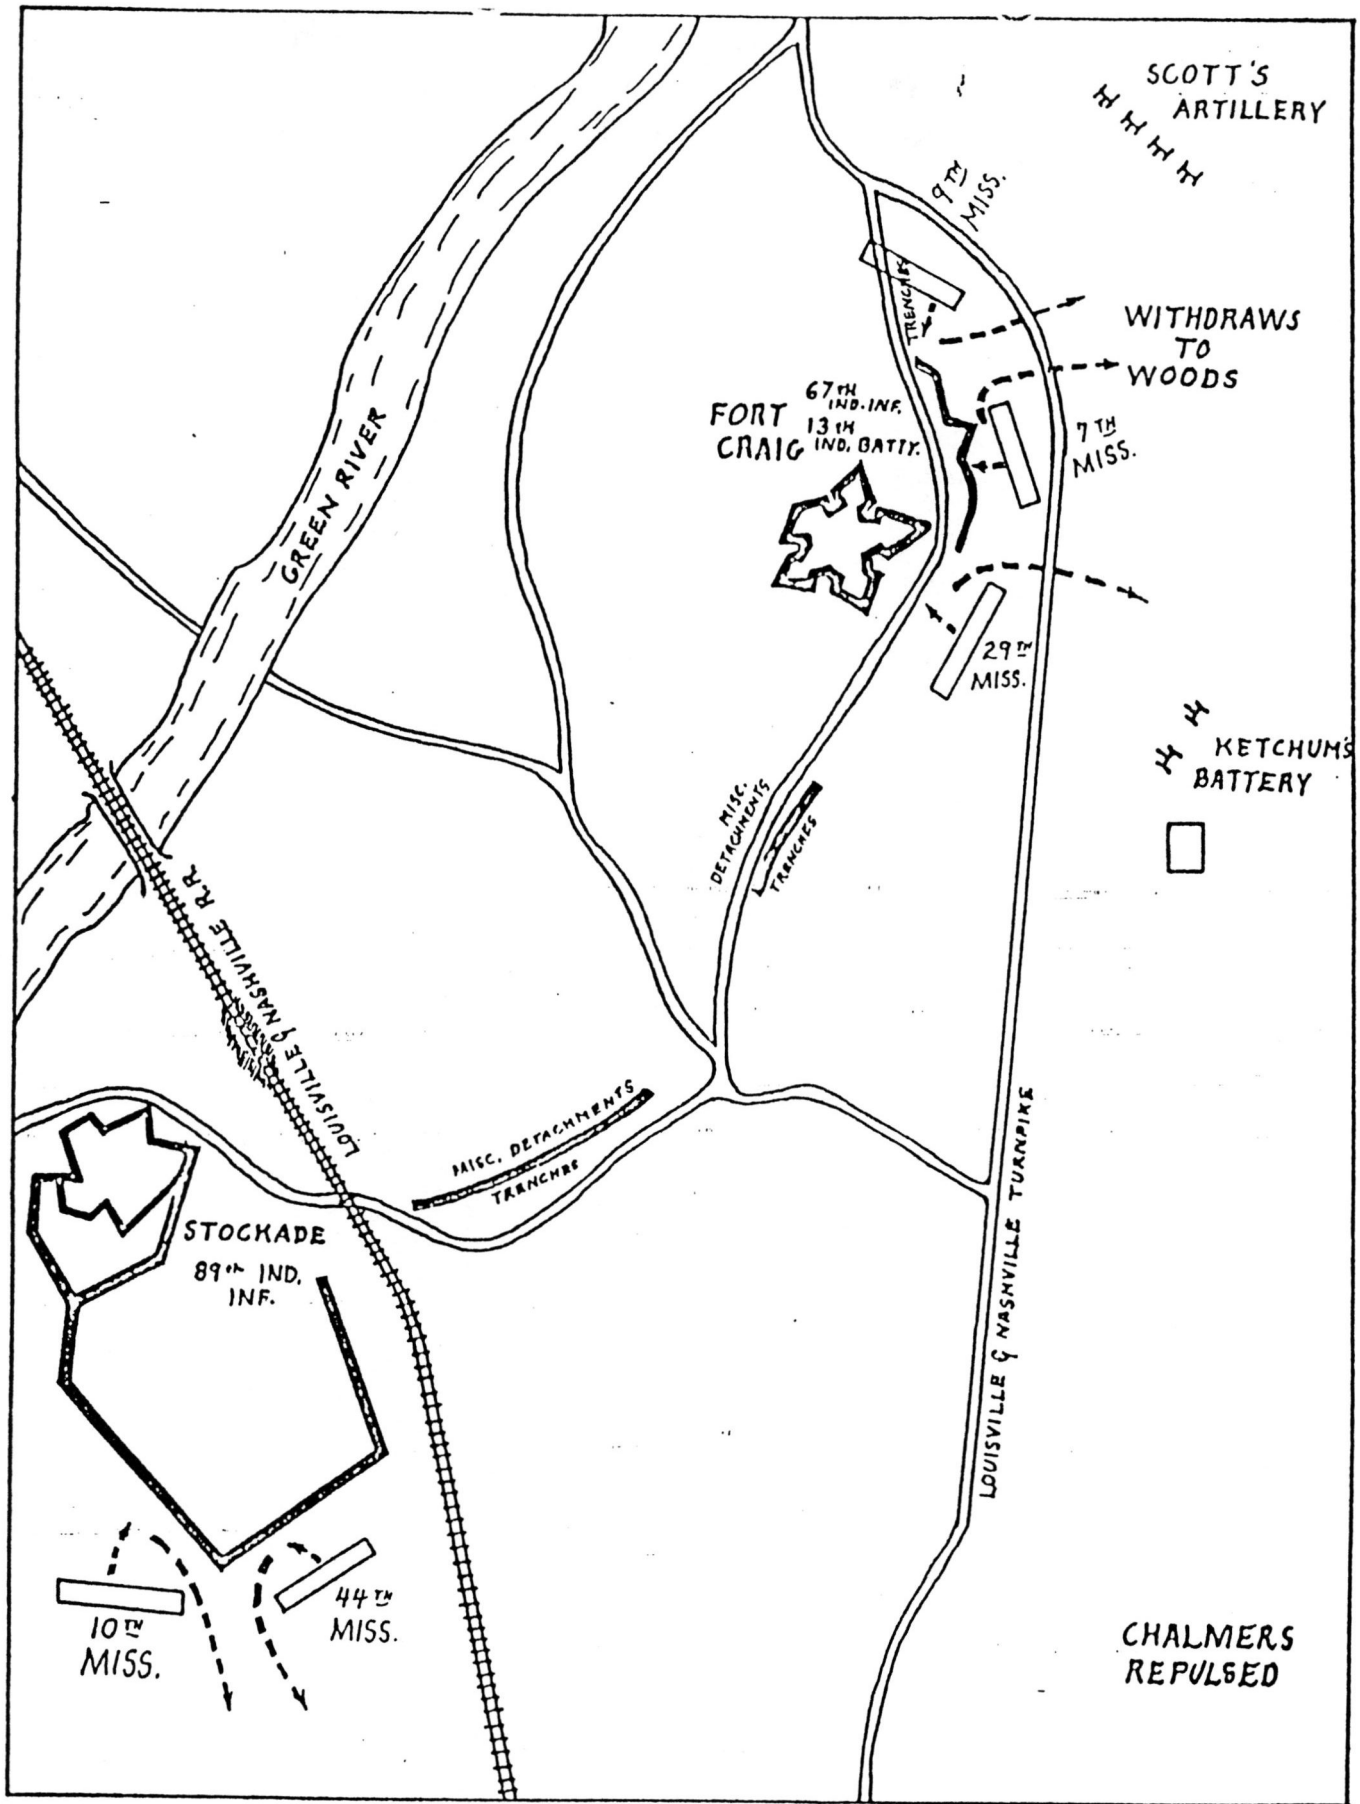 SCOTT'S
ARTILLERY
9TH
MISS.
TRENCHES
WITHDRAWS
TO
WOODS
67TH
IND. INF.
13TH
IND. BATTY.
FORT
CRAIG
7TH
MISS.
GREEN RIVER
29TH
MISS.
KETCHUM'S
BATTERY
MISC.
DETACHMENTS
TRENCHES
LOUISVILLE & NASHVILLE R.R.
MISC. DETACHMENTS
TRENCHES
LOUISVILLE & NASHVILLE TURNPIKE
STOCKADE
89TH IND.
INF.
44TH
MISS.
10TH
MISS.
CHALMERS
REPULSED